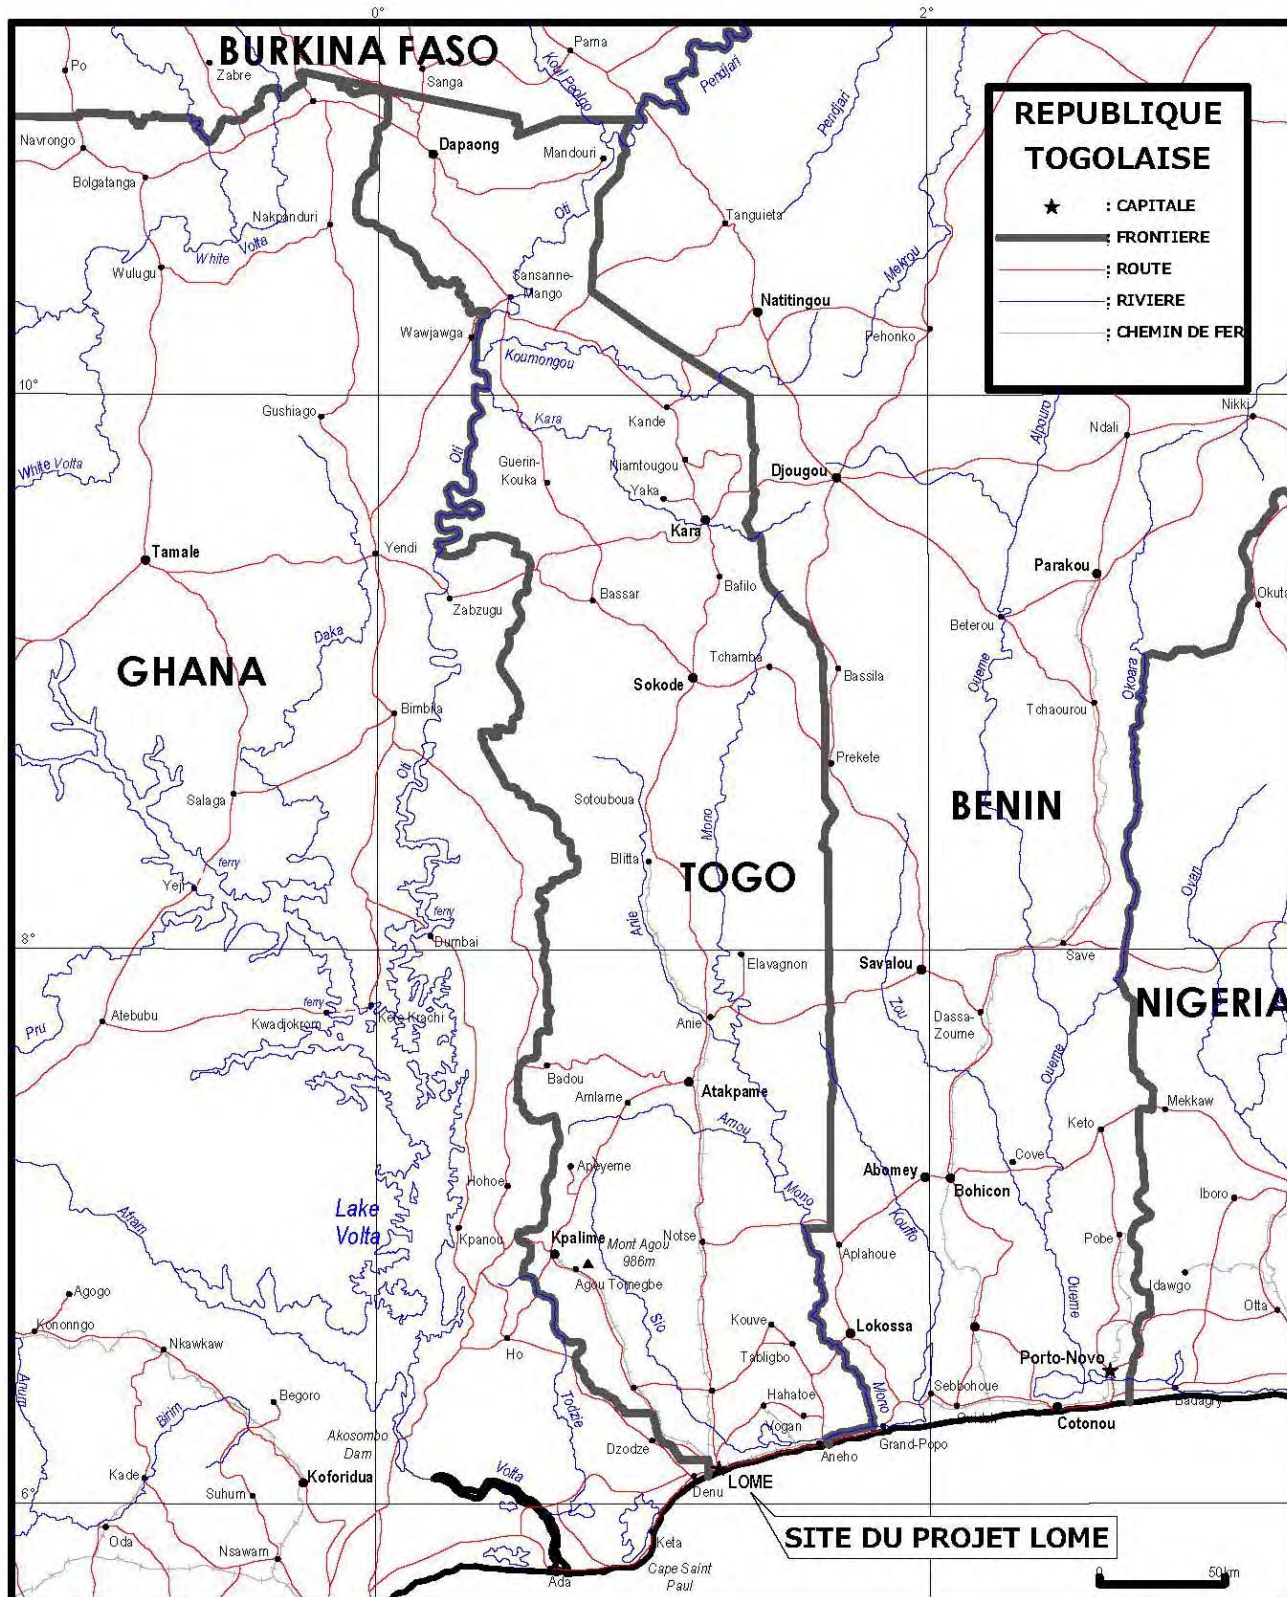 0°
2°
BURKINA FASO
Po
Zabre
Sanga
Pama
Koul Peolgo
Pendjari
Pendjari
REPUBLIQUE
TOGOLAISE
: CAPITALE
: FRONTIERE
: ROUTE
: RIVIERE
: CHEMIN DE FER
Navrongo
Bolgatanga
Dapaong
Mandouri
Oti
Nakpanduri
Tanguieta
White Volta
Wulugu
Mekrou
Sansanne-
Mango
Natitingou
Wawjawga
Pehonko
Koumongou
10°
Gushiago
Kara
Kande
Alpouro
Nikki
Ndali
White Volta
Oti
Guerin-
Kouka
Niamtougou
Djougou
Yaka
Kara
Tamale
Yendi
Parakou
Bafilo
Zabzugu
Bassar
Okuta
Beterou
Daka
GHANA
Tchamba
Oueme
Okoara
Sokode
Bassila
Bimbila
Tchaourou
Oti
Prekete
Salaga
Sotouboua
Mono
BENIN
Blitta
TOGO
ferry
Yeji
Oyan
Anie
ferry
8°
Dumbai
Elavagnon
Savalou
Save
NIGERIA
Zou
Pru
Atebubu
ferry
Kwadjokrom
Kete Krachi
Anie
Dassa-
Zoume
Oueme
Badou
Atakpame
Amlame
Mekkaw
Amou
Keto
Apeyeme
Abomey
Cove
Bohicon
Hohoe
Mono
Iboro
Afram
Lake
Volta
Kouffo
Kpanou
Kpalime
Mont Agou
986m
Notse
Aplahoue
Pobe
Agou Tomegbe
Idawgo
Oueme
Agogo
Otta
Kononngo
Sio
Kouve
Lokossa
Nkawkaw
Ho
Tabligbo
Porto-Novo
Anum
Begoro
Hahatoe
Mono
Sebbohoue
Badagry
Birim
Akosombo
Dam
Todzie
Vogan
Cotonou
Dzodze
Grand-Popo
Aneho
Kade
Koforidua
Volta
LOME
Suhum
Denu
6°
Oda
SITE DU PROJET LOME
Keta
Nsawam
Cape Saint
Paul
Ada
0
50km